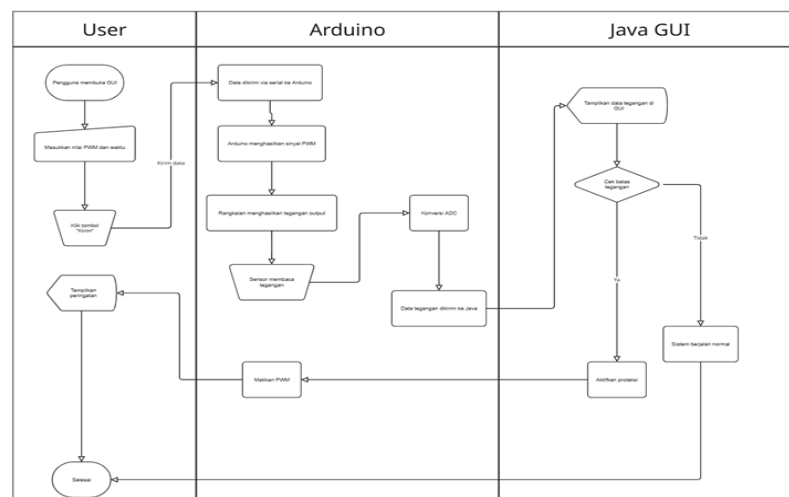 User
Arduino
Java GUI
Pengguna membuka GUI
Masukkan nilai PWM dan waktu
Klik tombol
"Kirim"
Kirim data
Data dikirim via serial ke Arduino
Arduino menghasilkan sinyal PWM
Rangkaian menghasilkan tegangan output
Sensor membaca
tegangan
Konversi ADC
Data tegangan dikirim ke Java
Tampilkan data tegangan di
GUI
Cek batas
tegangan
Ya
Tidak
Sistem berjalan normal
Aktifkan proteksi
Matikan PWM
Tampilkan
peringatan
Selesai